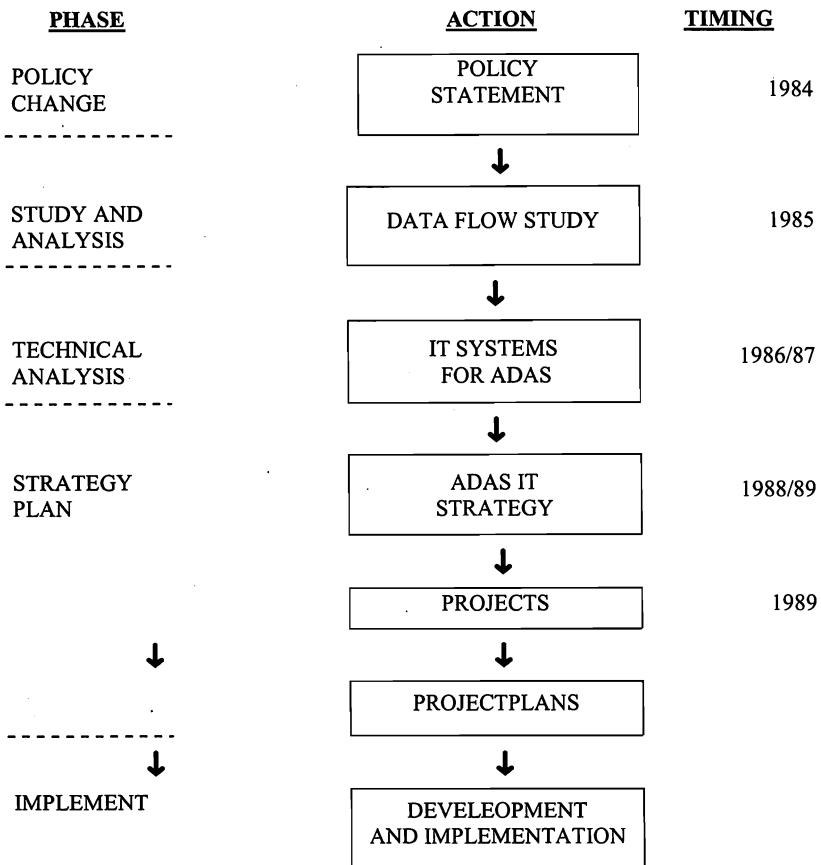 PHASE ACTION TIMING
POLICY
CHANGE
POLICY
STATEMENT
1984
STUDY AND
ANALYSIS
DATA FLOW STUDY
1985
TECHNICAL
ANALYSIS
IT SYSTEMS
FOR ADAS
1986/87
STRATEGY
PLAN
ADAS IT
STRATEGY
1988/89
PROJECTS
1989
PROJECTPLANS
IMPLEMENT
DEVELEOPMENT
AND IMPLEMENTATION